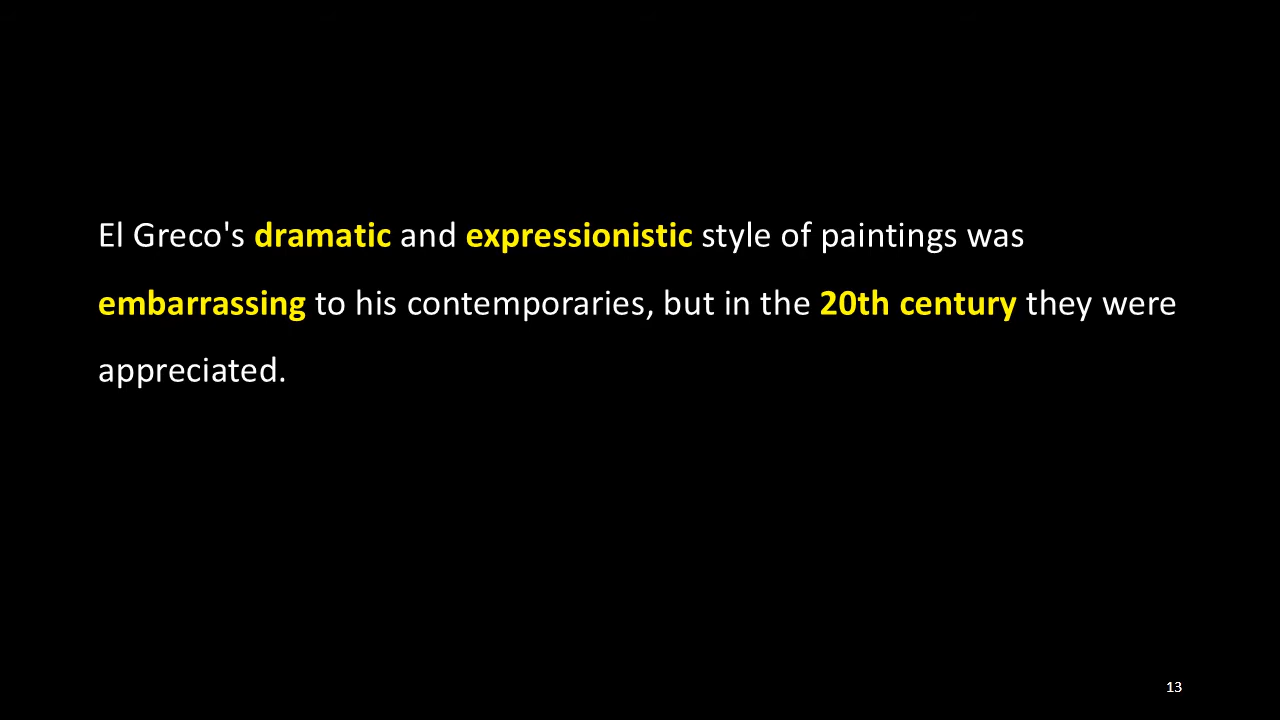 El Greco's dramatic and expressionistic style of paintings was
embarrassing to his contemporaries, but in the 20th century they were
appreciated.
13